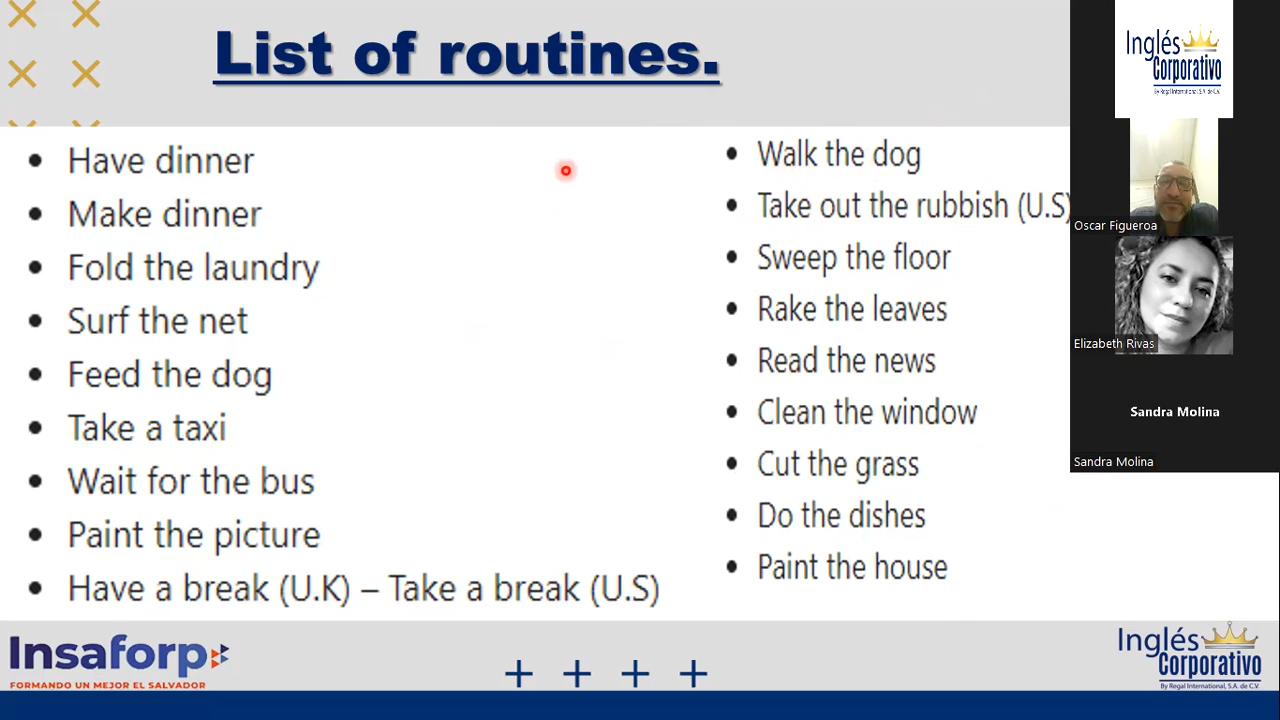 List of routines.
• Have dinner
• Make dinner
• Fold the laundry
• Surf the net
• Feed the dog
• Take a taxi
• Wait for the bus
• Paint the picture
• Have a break (U.K) – Take a break (U.S)
• Walk the dog
• Take out the rubbish (U.S)
• Sweep the floor
• Rake the leaves
• Read the news
• Clean the window
• Cut the grass
• Do the dishes
• Paint the house
Inglés
Corporativo
By Regal International, S.A. de C.V.
Oscar Figueroa
Elizabeth Rivas
Sandra Molina
Sandra Molina
Insaforp
FORMANDO UN MEJOR EL SALVADOR
Inglés
Corporativo
By Regal International, S.A. de C.V.